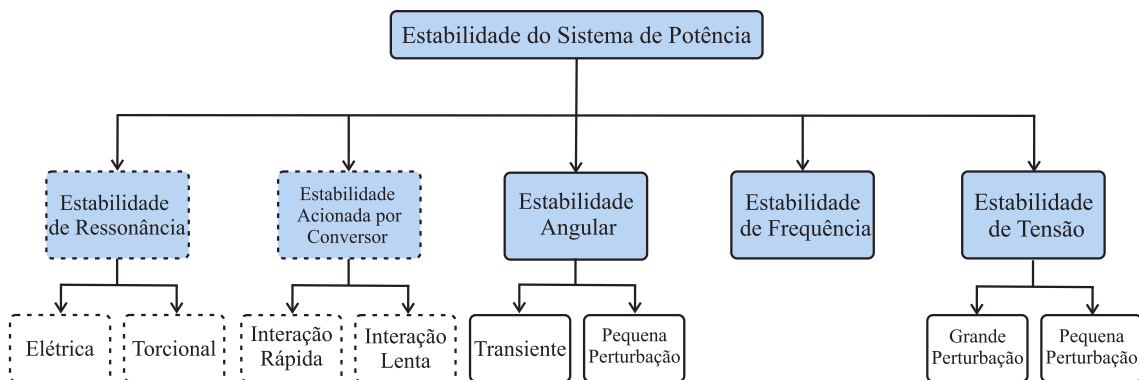 Estabilidade do Sistema de Potência
Estabilidade
de Ressonância
Estabilidade
Acionada por
Conversor
Estabilidade
Angular
Estabilidade
de Frequência
Estabilidade
de Tensão
Elétrica
Torcional
Interação
Rápida
Interação
Lenta
Transiente
Pequena
Perturbação
Grande
Perturbação
Pequena
Perturbação